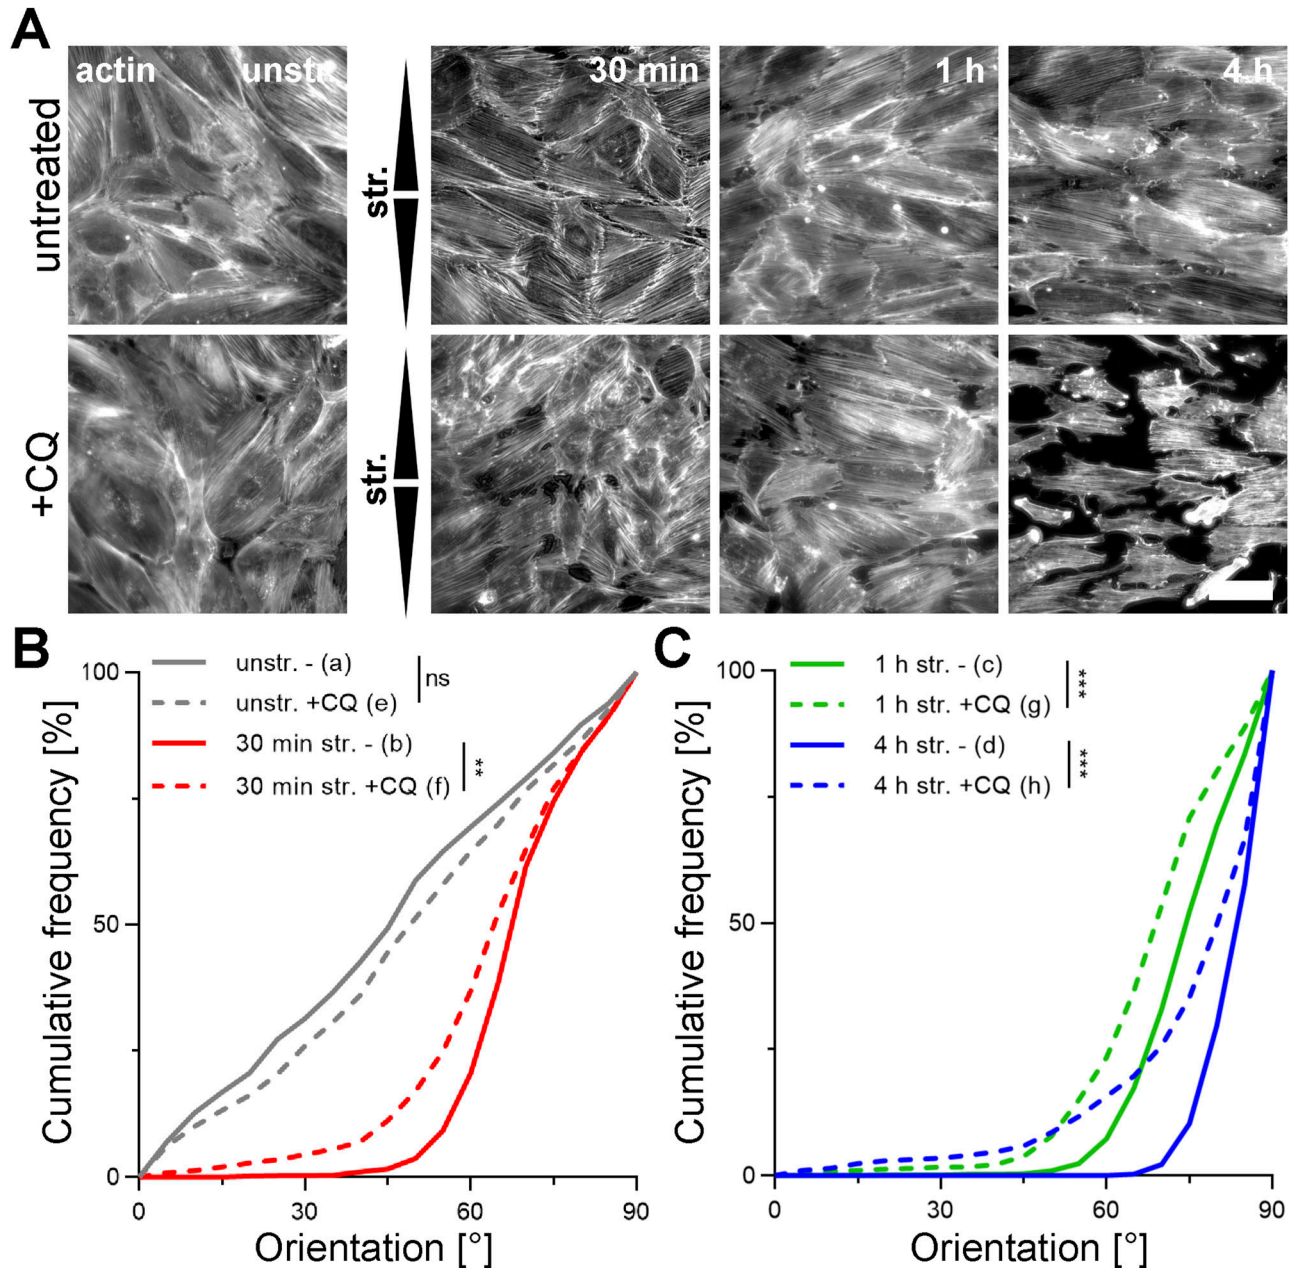 A
actin unstr. 30 min 1 h 4 h
untreated
str.
+CQ
str.
B
unstr. - (a)
unstr. +CQ (e)
ns
30 min str. - (b)
30 min str. +CQ (f)
**
Cumulative frequency [%]
100
50
0
0 30 60 90
Orientation [°]
C
1 h str. - (c)
1 h str. +CQ (g)
***
4 h str. - (d)
4 h str. +CQ (h)
***
Cumulative frequency [%]
100
50
0
0 30 60 90
Orientation [°]